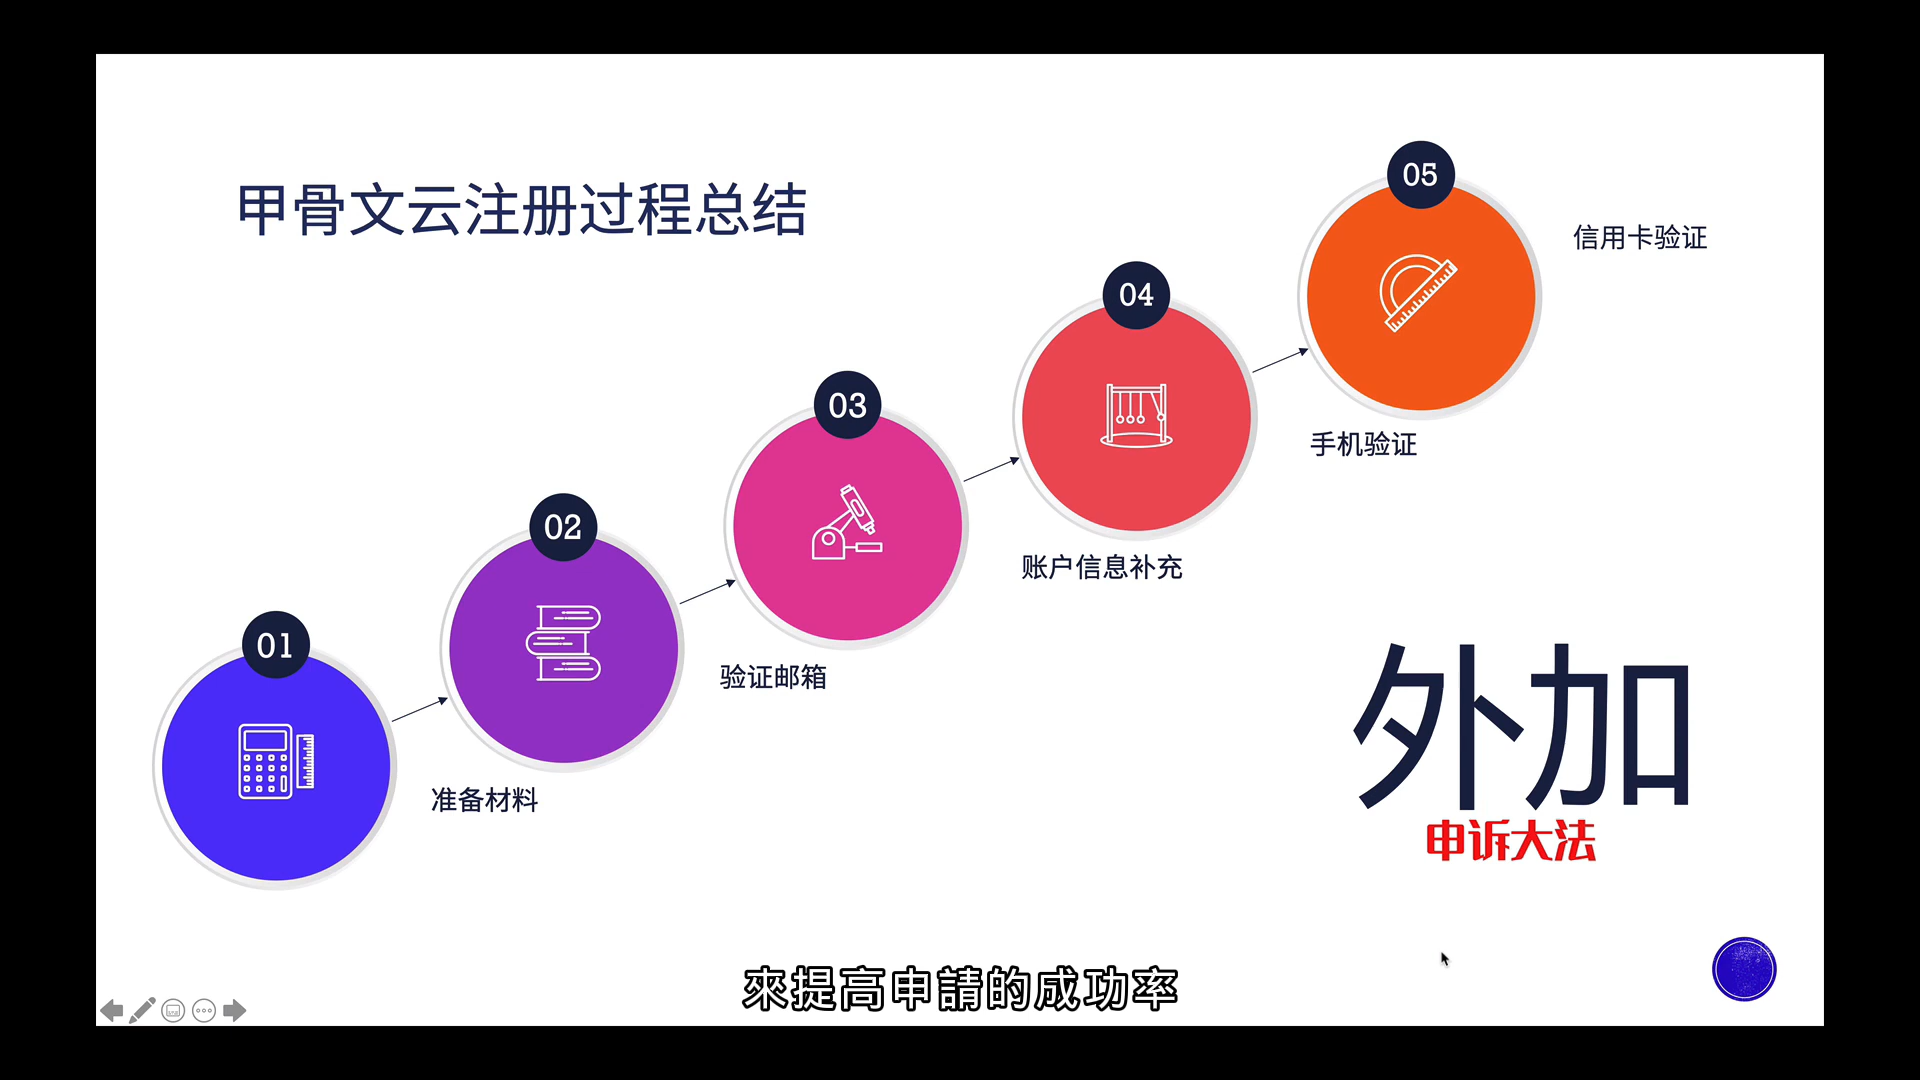 甲骨文云注册过程总结
01
准备材料
02
验证邮箱
03
账户信息补充
04
手机验证
05
信用卡验证
外加
申诉大法
來提高申請的成功率